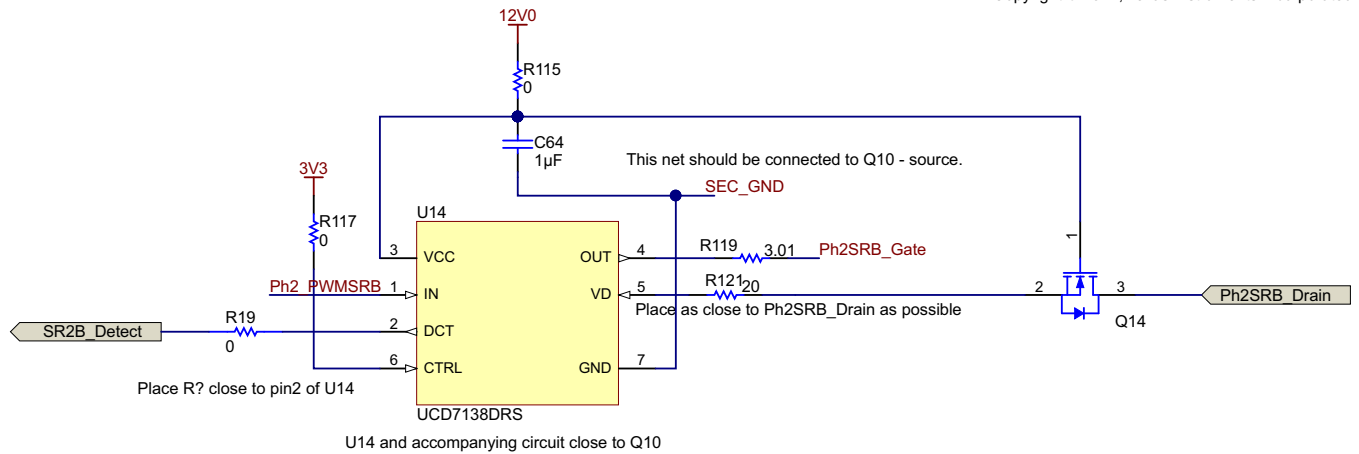 12V0
R115
0
C64
1µF
This net should be connected to Q10 - source.
3V3
SEC_GND
R117
0
U14
1
3 VCC OUT 4 R119 3.01 Ph2SRB_Gate
Ph2_PWMSRB 1 IN VD 5 R121 20 2 3 Ph2SRB_Drain
Place as close to Ph2SRB_Drain as possible
Q14
SR2B_Detect R19 0 2 DCT
6 CTRL GND 7
Place R? close to pin2 of U14
UCD7138DRS
U14 and accompanying circuit close to Q10